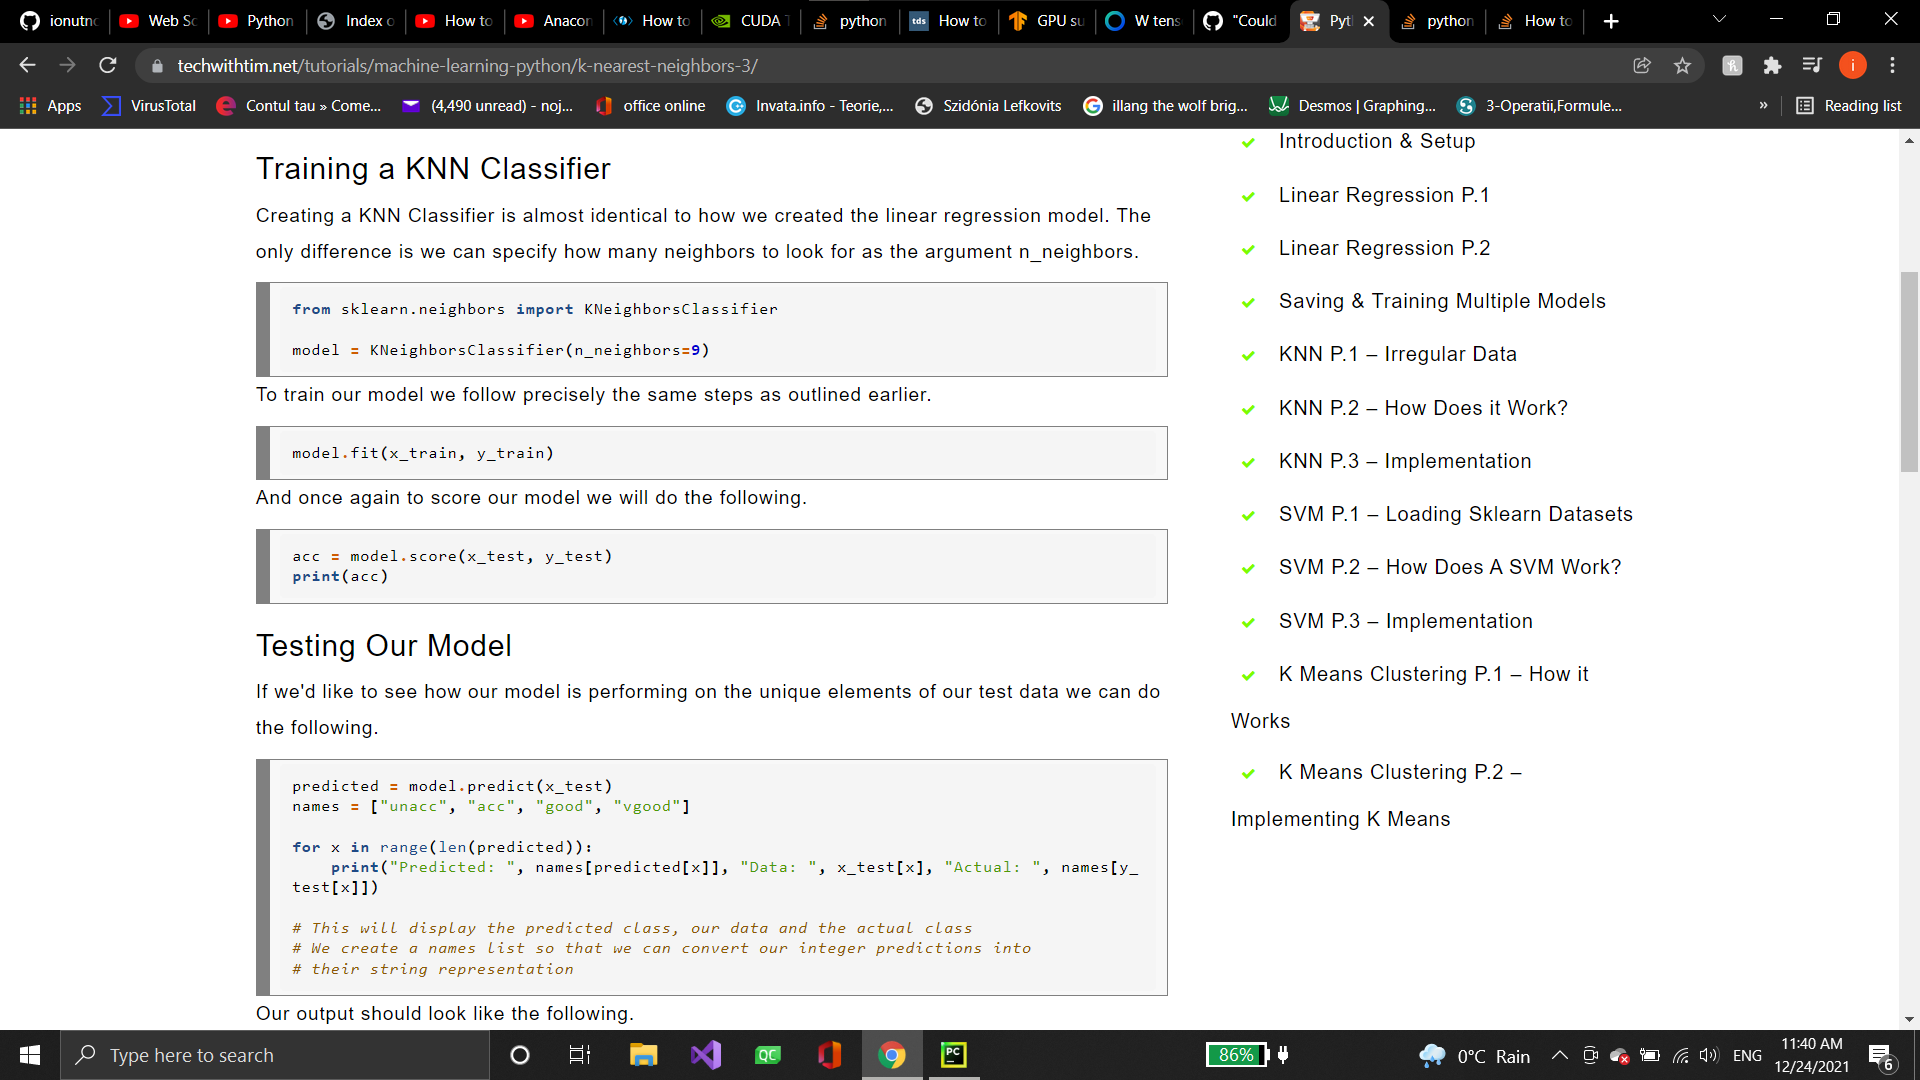 ionutnc
Web Sc
Python
Index o
How to
Anacon
How to
CUDA T
python
How to
GPU su
W tens
"Could
Pyth
python
How to
techwithtim.net/tutorials/machine-learning-python/k-nearest-neighbors-3/
Apps
VirusTotal
Contul tau » Come...
(4,490 unread) - noj...
office online
Invata.info - Teorie,...
Szidónia Lefkovits
illang the wolf brig...
Desmos | Graphing...
3-Operatii,Formule...
»
Reading list
Training a KNN Classifier
Creating a KNN Classifier is almost identical to how we created the linear regression model. The
only difference is we can specify how many neighbors to look for as the argument n_neighbors.
from sklearn.neighbors import KNeighborsClassifier
model = KNeighborsClassifier(n_neighbors=9)
To train our model we follow precisely the same steps as outlined earlier.
model.fit(x_train, y_train)
And once again to score our model we will do the following.
acc = model.score(x_test, y_test)
print(acc)
Testing Our Model
If we'd like to see how our model is performing on the unique elements of our test data we can do
the following.
predicted = model.predict(x_test)
names = ["unacc", "acc", "good", "vgood"]
for x in range(len(predicted)):
    print("Predicted: ", names[predicted[x]], "Data: ", x_test[x], "Actual: ", names[y_
test[x]])
# This will display the predicted class, our data and the actual class
# We create a names list so that we can convert our integer predictions into
# their string representation
Our output should look like the following.
Introduction & Setup
Linear Regression P.1
Linear Regression P.2
Saving & Training Multiple Models
KNN P.1 – Irregular Data
KNN P.2 – How Does it Work?
KNN P.3 – Implementation
SVM P.1 – Loading Sklearn Datasets
SVM P.2 – How Does A SVM Work?
SVM P.3 – Implementation
K Means Clustering P.1 – How it
Works
K Means Clustering P.2 –
Implementing K Means
Type here to search
86%
0°C Rain
ENG
11:40 AM
12/24/2021
6